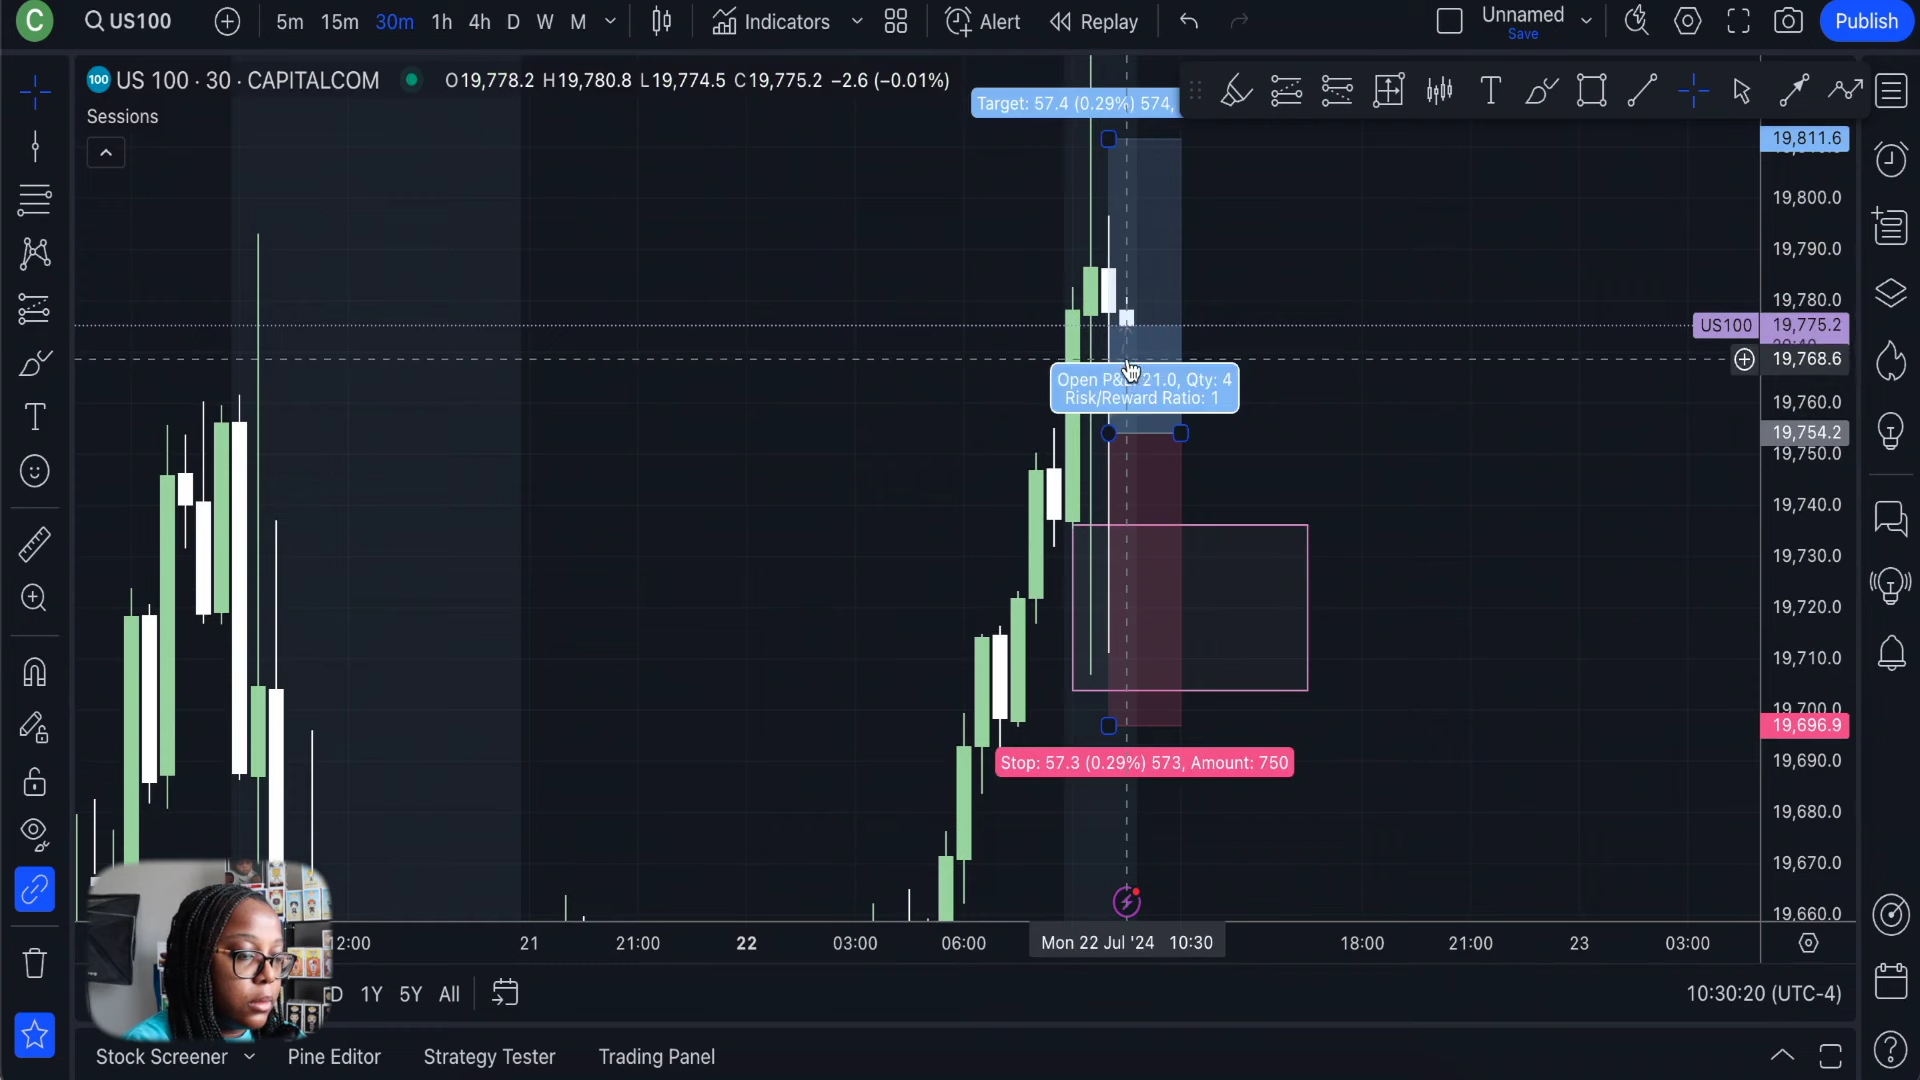 C
US100
5m
15m
30m
1h
4h
D
W
M
Indicators
Alert
Replay
Unnamed
Save
Publish
100
US 100 · 30 · CAPITALCOM
O19,778.2 H19,780.8 L19,774.5 C19,775.2 −2.6 (−0.01%)
Sessions
Target: 57.4 (0.29%) 574,
19,811.6
19,800.0
19,790.0
19,780.0
US100
19,775.2
19,768.6
Open P&L: 21.0, Qty: 4
Risk/Reward Ratio: 1
19,760.0
19,754.2
19,750.0
19,740.0
19,730.0
19,720.0
19,710.0
19,700.0
19,696.9
Stop: 57.3 (0.29%) 573, Amount: 750
19,690.0
19,680.0
19,670.0
19,660.0
12:00
21
21:00
22
03:00
06:00
Mon 22 Jul '24 10:30
18:00
21:00
23
03:00
D
1Y
5Y
All
10:30:20 (UTC-4)
Stock Screener
Pine Editor
Strategy Tester
Trading Panel